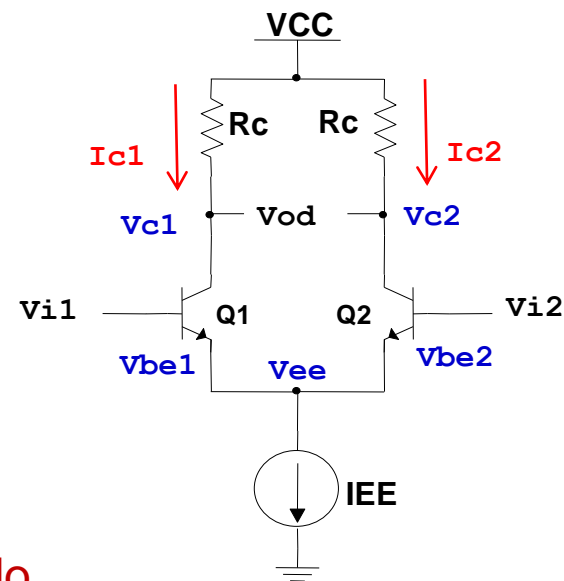 VCC
Rc Rc
Ic1 Ic2
Vc1 Vod Vc2
Vi1 Q1 Q2 Vi2
Vbe1 Vee Vbe2
IEE